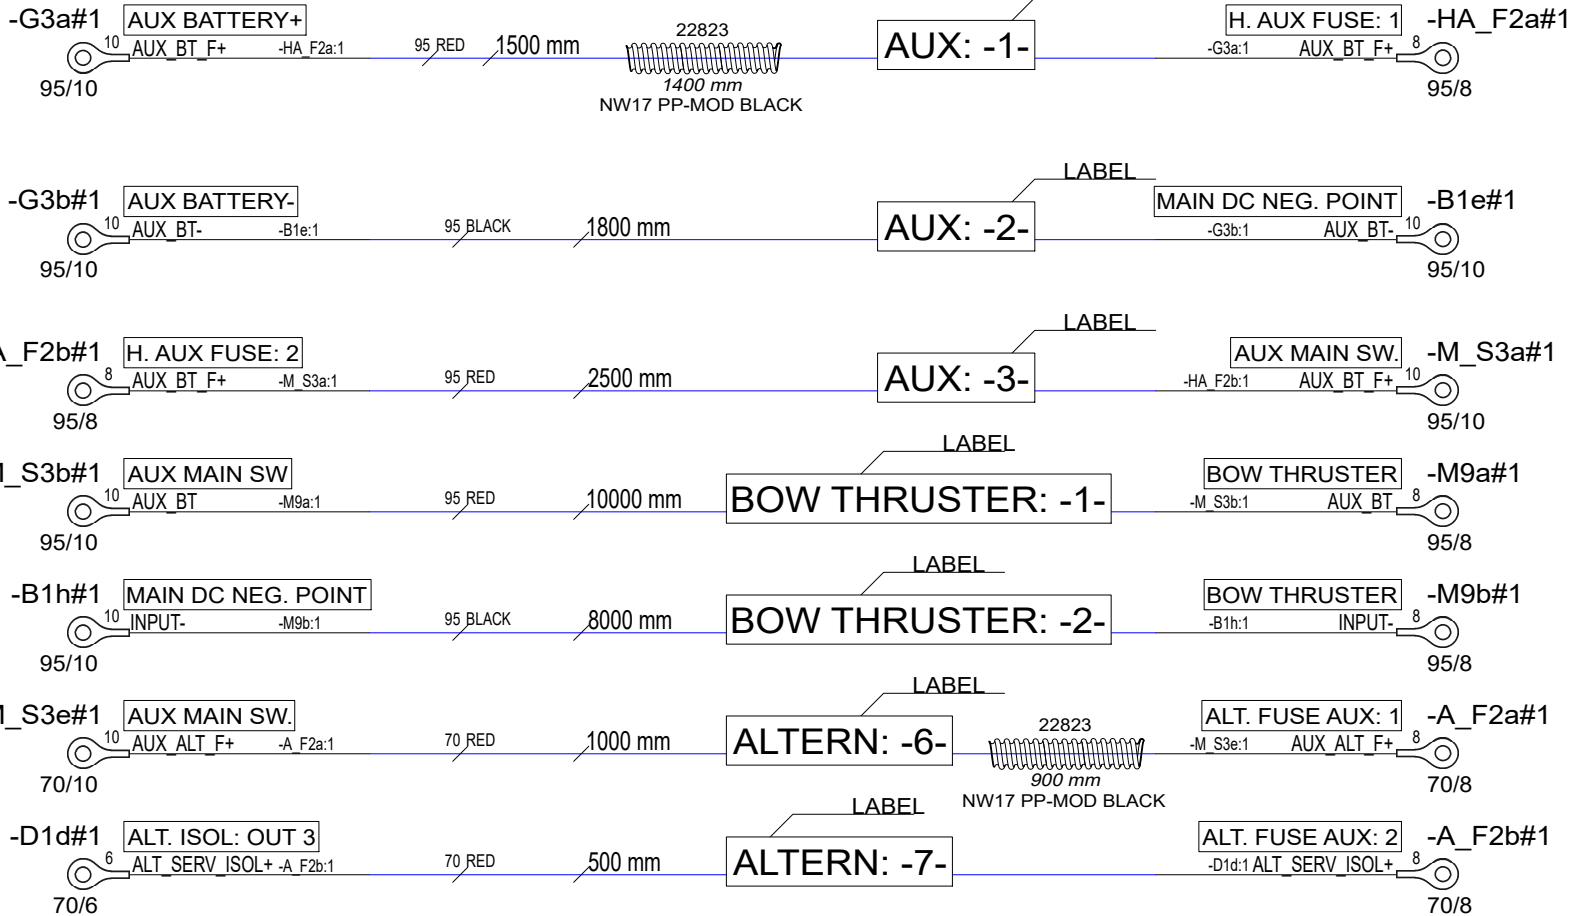 -G3a#1 AUX BATTERY+ H. AUX FUSE: 1 -HA_F2a#1
10 AUX_BT_F+ -HA_F2a:1 95 RED 1500 mm 22823 AUX: -1- -G3a:1 AUX_BT_F+ 8
95/10 1400 mm 95/8
NW17 PP-MOD BLACK
LABEL
-G3b#1 AUX BATTERY- MAIN DC NEG. POINT -B1e#1
10 AUX_BT- -B1e:1 95 BLACK 1800 mm AUX: -2- -G3b:1 AUX_BT- 10
95/10 95/10
LABEL
A_F2b#1 H. AUX FUSE: 2 AUX MAIN SW. -M_S3a#1
8 AUX_BT_F+ -M_S3a:1 95 RED 2500 mm AUX: -3- -HA_F2b:1 AUX_BT_F+ 10
95/8 95/10
LABEL
_S3b#1 AUX MAIN SW BOW THRUSTER -M9a#1
10 AUX_BT -M9a:1 95 RED 10000 mm BOW THRUSTER: -1- -M_S3b:1 AUX_BT 8
95/10 95/8
LABEL
-B1h#1 MAIN DC NEG. POINT BOW THRUSTER -M9b#1
10 INPUT- -M9b:1 95 BLACK 8000 mm BOW THRUSTER: -2- -B1h:1 INPUT- 8
95/10 95/8
LABEL
_S3e#1 AUX MAIN SW. ALT. FUSE AUX: 1 -A_F2a#1
10 AUX_ALT_F+ -A_F2a:1 70 RED 1000 mm ALTERN: -6- 22823 -M_S3e:1 AUX_ALT_F+ 8
70/10 900 mm 70/8
NW17 PP-MOD BLACK
LABEL
-D1d#1 ALT. ISOL: OUT 3 ALT. FUSE AUX: 2 -A_F2b#1
6 ALT_SERV_ISOL+ -A_F2b:1 70 RED 500 mm ALTERN: -7- -D1d:1 ALT_SERV_ISOL+ 8
70/6 70/8